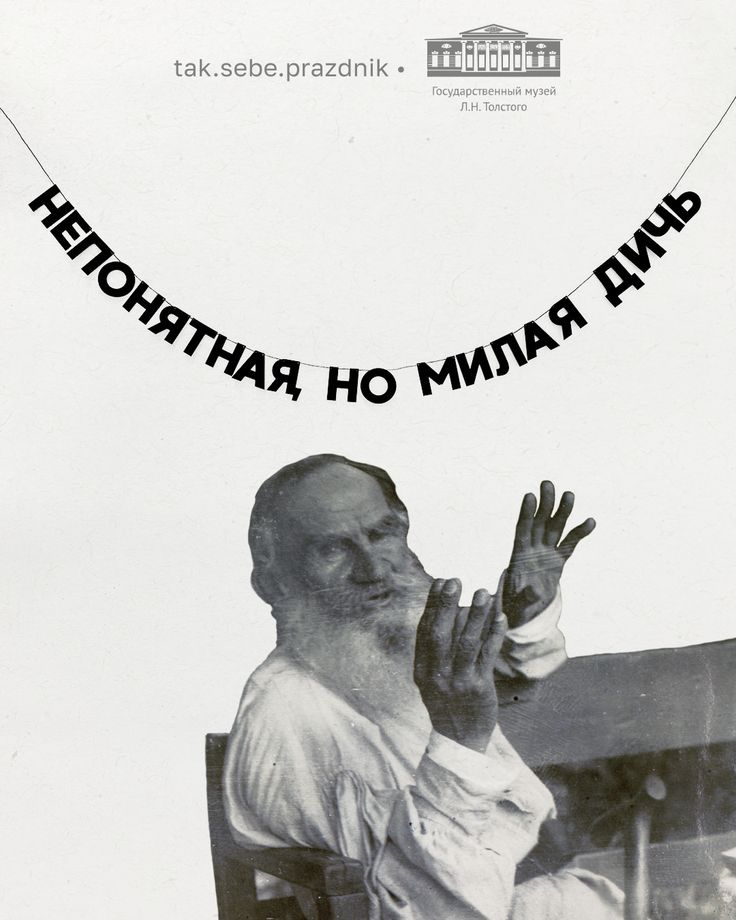 tak.sebe.prazdnik •
Государственный музей
Л.Н. Толстого
НЕПОНЯТНАЯ, НО МИЛАЯ ДИЧЬ